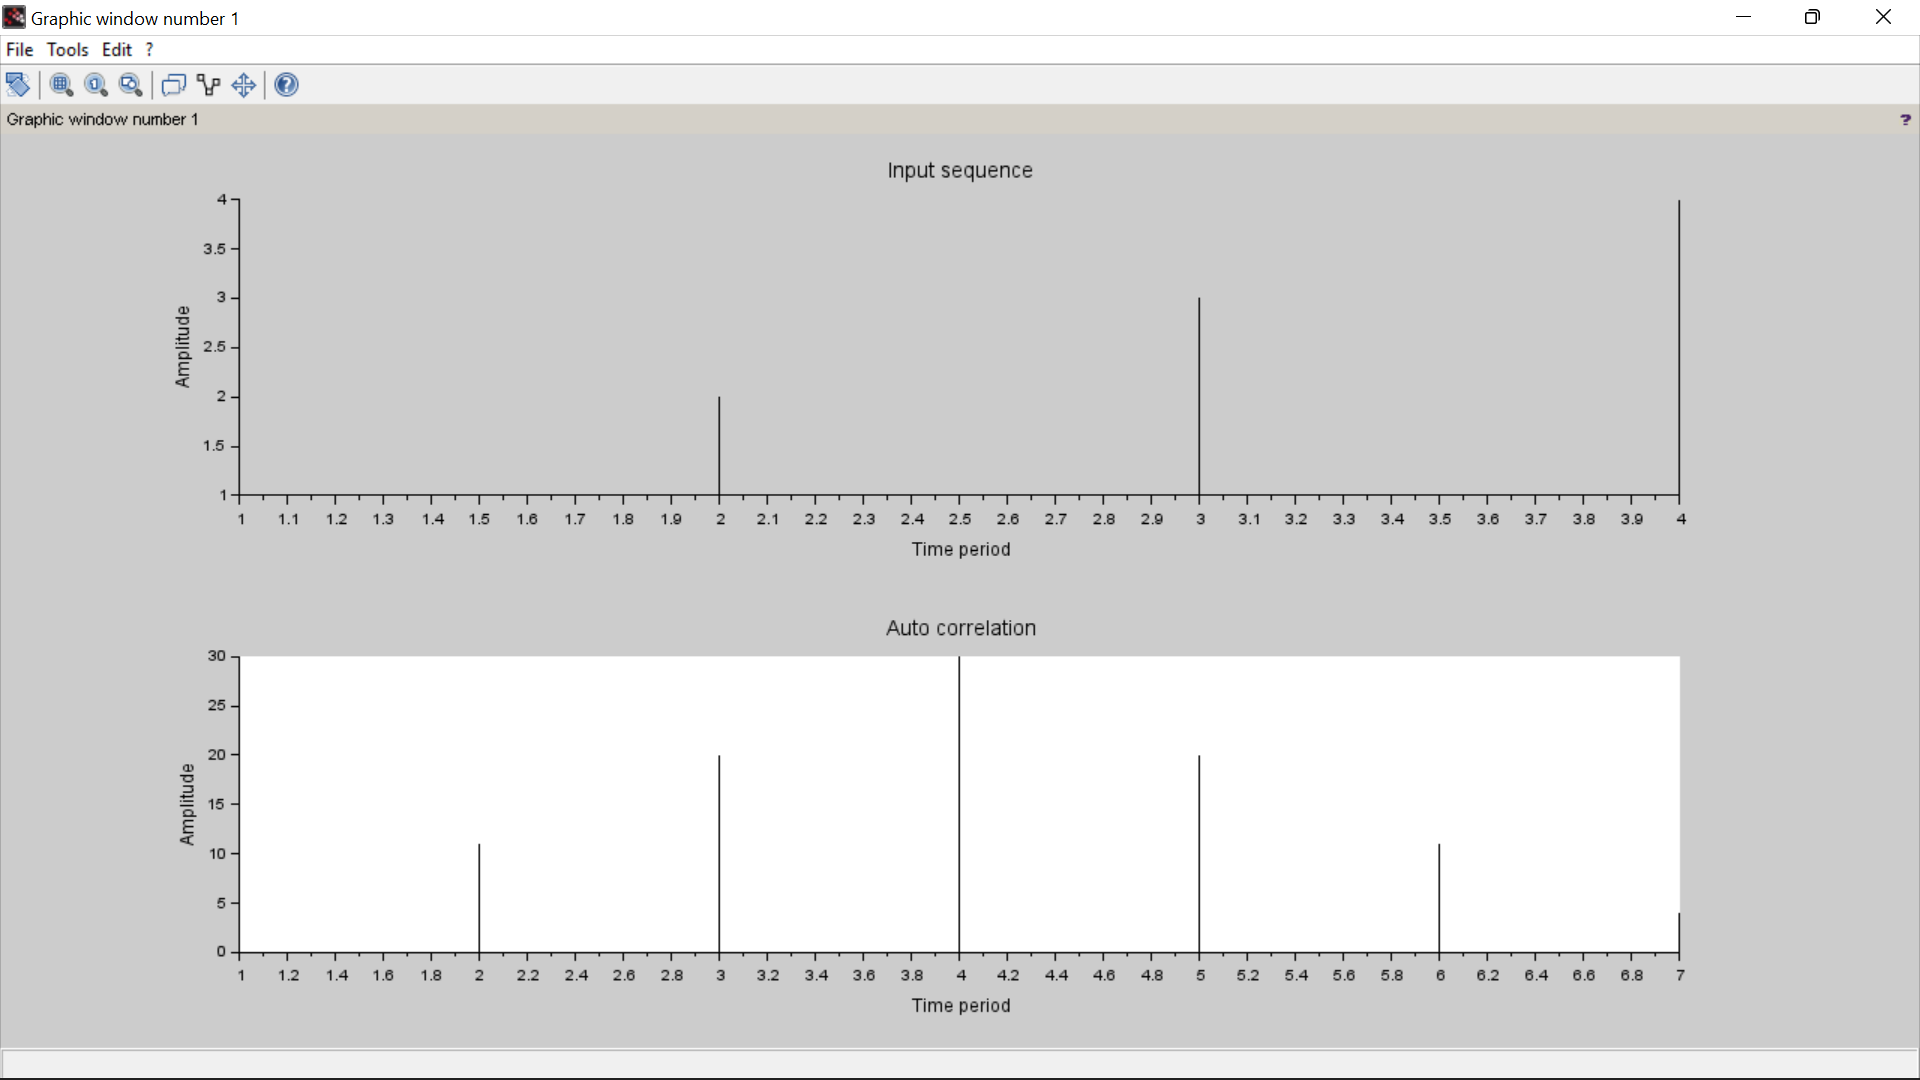 Graphic window number 1
File Tools Edit ?
Graphic window number 1 ?
Input sequence
4
3.5
3
2.5
2
1.5
1
Amplitude
1 1.1 1.2 1.3 1.4 1.5 1.6 1.7 1.8 1.9 2 2.1 2.2 2.3 2.4 2.5 2.6 2.7 2.8 2.9 3 3.1 3.2 3.3 3.4 3.5 3.6 3.7 3.8 3.9 4
Time period
Auto correlation
30
25
20
15
10
5
0
Amplitude
1 1.2 1.4 1.6 1.8 2 2.2 2.4 2.6 2.8 3 3.2 3.4 3.6 3.8 4 4.2 4.4 4.6 4.8 5 5.2 5.4 5.6 5.8 6 6.2 6.4 6.6 6.8 7
Time period